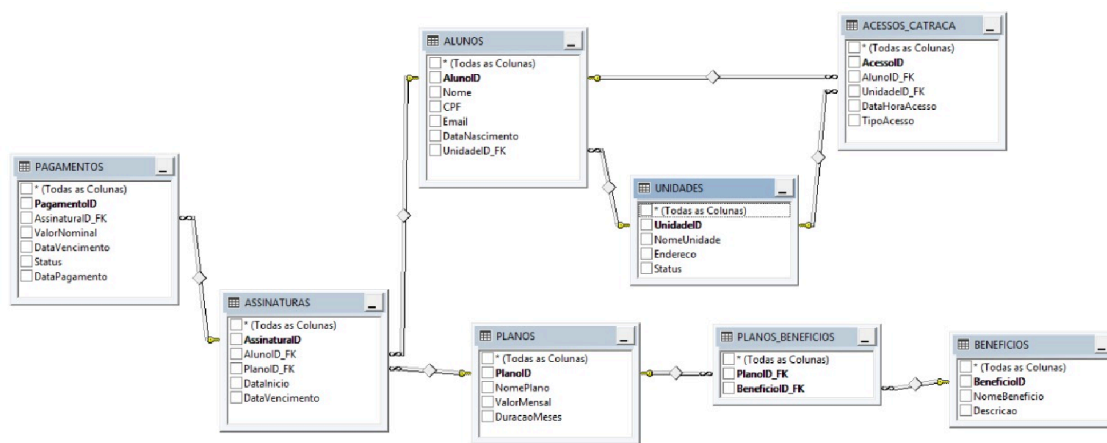 ALUNOS
* (Todas as Colunas)
AlunoID
Nome
CPF
Email
DataNascimento
UnidadeID_FK
ACESSOS_CATRACA
* (Todas as Colunas)
AcessoID
AlunoID_FK
UnidadeID_FK
DataHoraAcesso
TipoAcesso
PAGAMENTOS
* (Todas as Colunas)
PagamentoID
AssinaturaID_FK
ValorNominal
DataVencimento
Status
DataPagamento
UNIDADES
* (Todas as Colunas)
UnidadeID
NomeUnidade
Endereco
Status
ASSINATURAS
* (Todas as Colunas)
AssinaturaID
AlunoID_FK
PlanoID_FK
DataInicio
DataVencimento
PLANOS
* (Todas as Colunas)
PlanoID
NomePlano
ValorMensal
DuracaoMeses
PLANOS_BENEFICIOS
* (Todas as Colunas)
PlanoID_FK
BeneficioID_FK
BENEFICIOS
* (Todas as Colunas)
BeneficioID
NomeBeneficio
Descricao